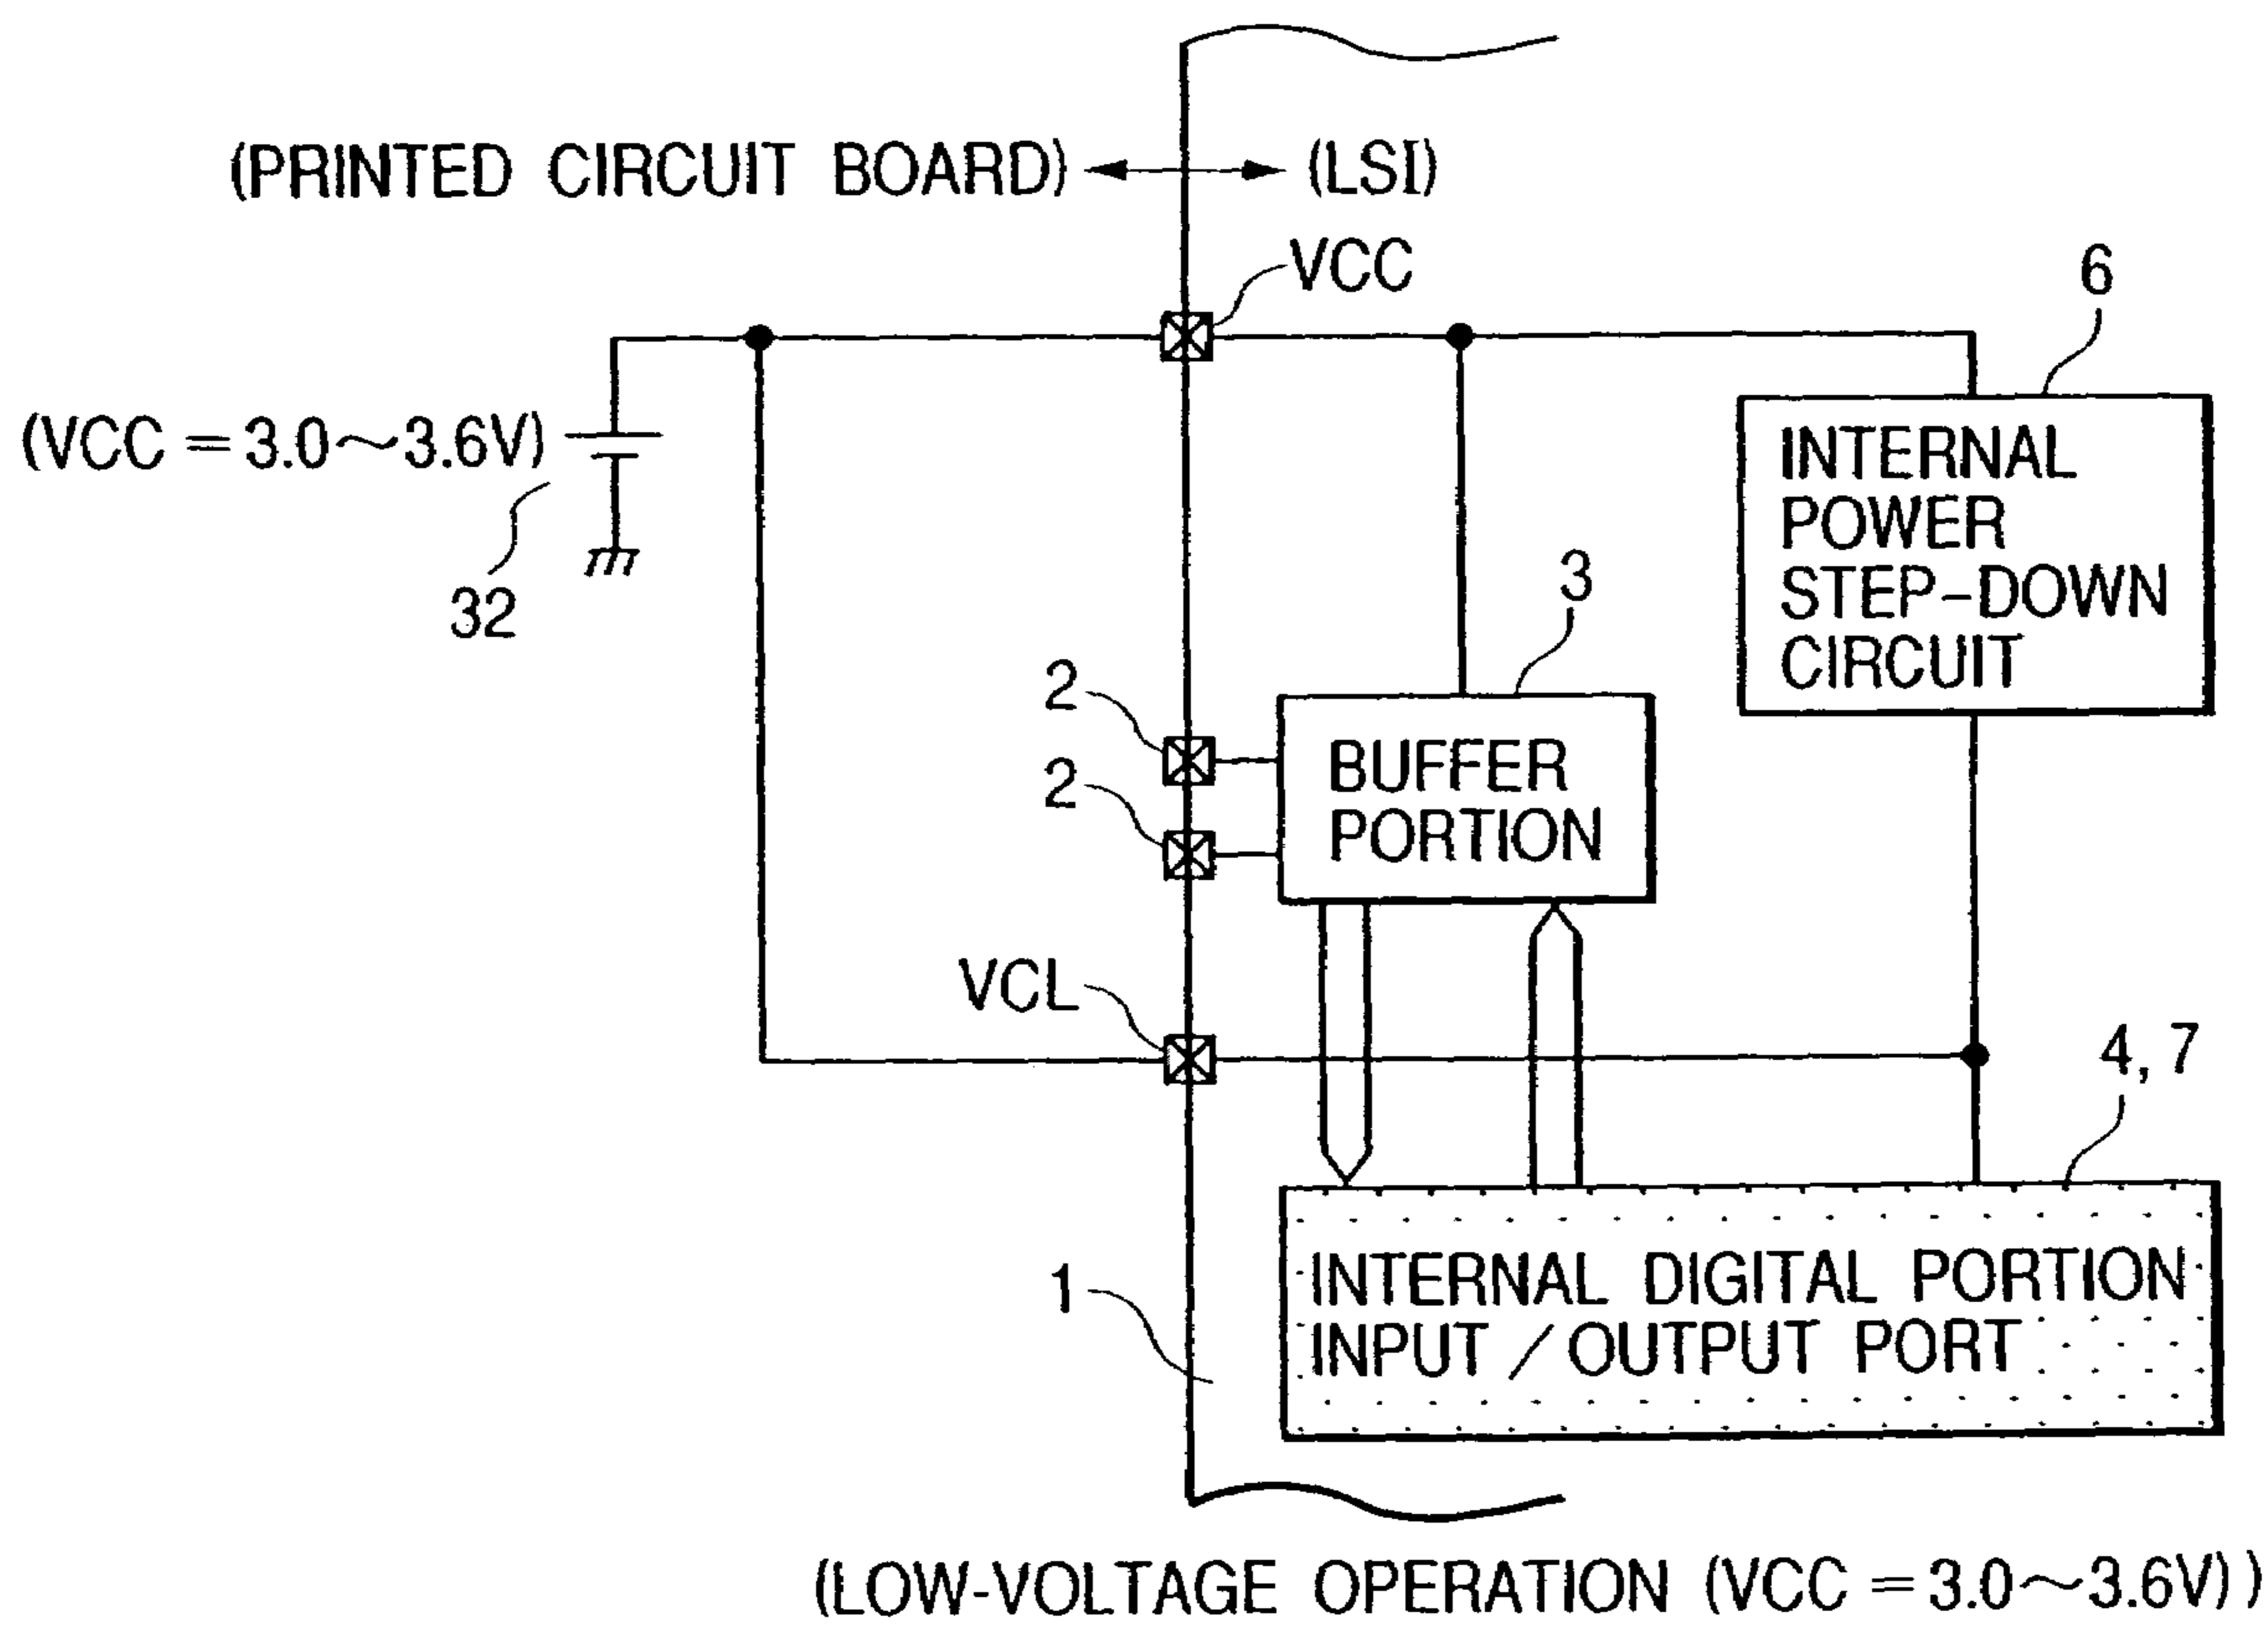 (PRINTED CIRCUIT BOARD)
(LSI)
VCC
6
(VCC = 3.0~3.6V)
INTERNAL
POWER
STEP-DOWN
CIRCUIT
32
3
2
2
BUFFER
PORTION
VCL
4, 7
1
INTERNAL DIGITAL PORTION
INPUT / OUTPUT PORT
(LOW-VOLTAGE OPERATION (VCC = 3.0~3.6V) )